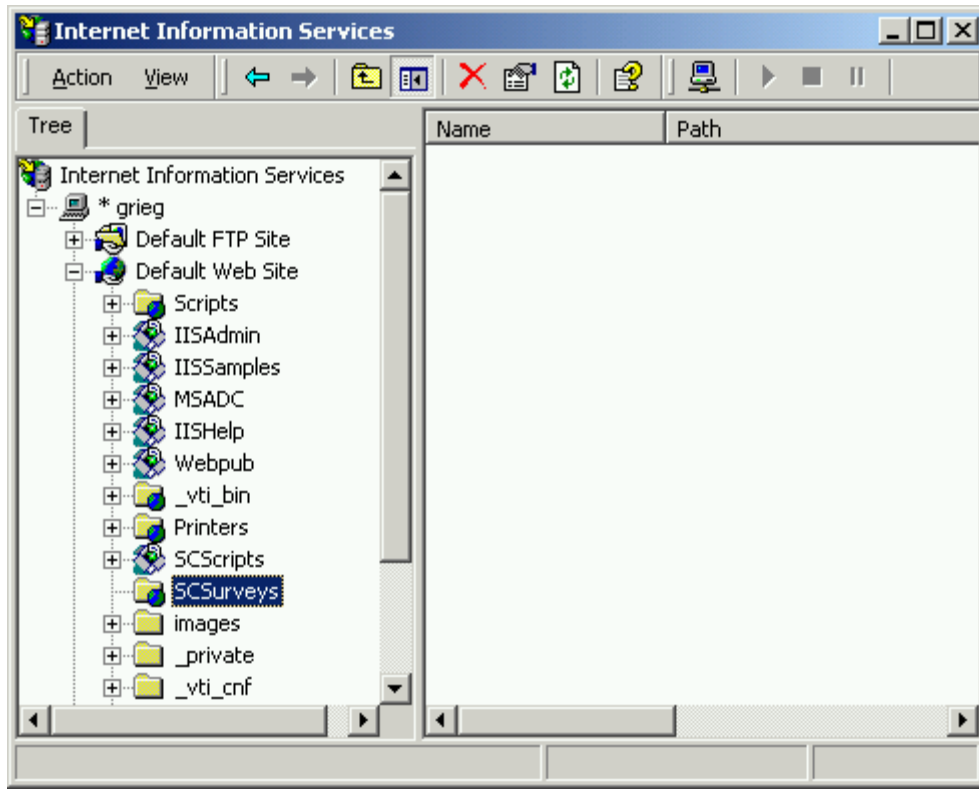 Internet Information Services
Action View
Tree
Name Path
Internet Information Services
* grieg
Default FTP Site
Default Web Site
Scripts
IISAdmin
IISSamples
MSADC
IISHelp
Webpub
_vti_bin
Printers
SCScripts
SCSurveys
images
_private
_vti_cnf